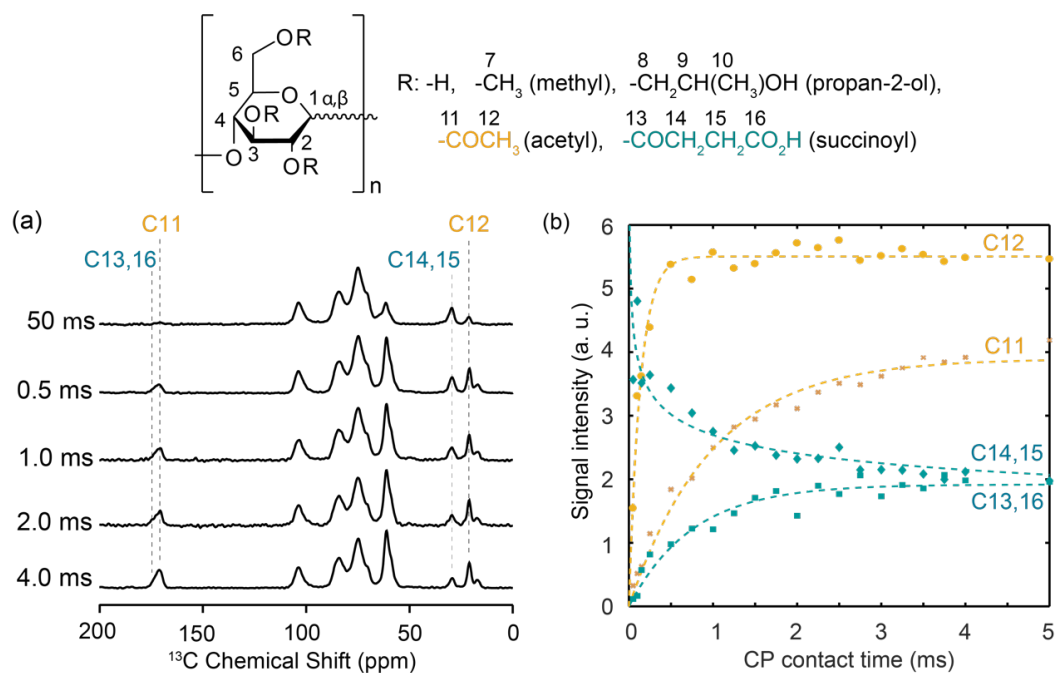 OR
6
5
O
4
RO
3
2
OR
1 α,β
O
n
7
8 9 10
R: -H, -CH3 (methyl), -CH2CH(CH3)OH (propan-2-ol),
11 12 13 14 15 16
-COCH3 (acetyl), -COCH2CH2CO2H (succinoyl)
(a)
C11
C13,16
C12
C14,15
50 ms
0.5 ms
1.0 ms
2.0 ms
4.0 ms
200 150 100 50 0
13C Chemical Shift (ppm)
(b)
Signal intensity (a. u.)
6
5
4
3
2
1
0
C12
C11
C14,15
C13,16
0 1 2 3 4 5
CP contact time (ms)